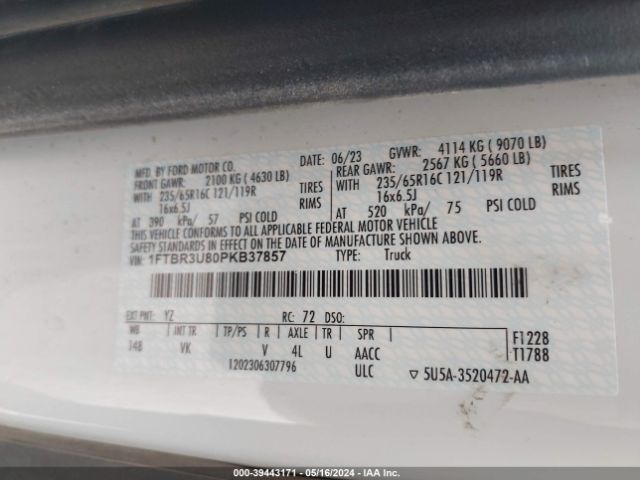 MFD. BY FORD MOTOR CO. DATE: 06/23 GVWR: 4114 KG ( 9070 LB)
FRONT GAWR: 2100 KG ( 4630 LB) REAR GAWR: 2567 KG ( 5660 LB)
WITH 235/65R16C 121/119R TIRES WITH 235/65R16C 121/119R TIRES
16x6.5J RIMS 16x6.5J RIMS
AT 390 kPa/ 57 PSI COLD AT 520 kPa/ 75 PSI COLD
THIS VEHICLE CONFORMS TO ALL APPLICABLE FEDERAL MOTOR VEHICLE
SAFETY STANDARDS IN EFFECT ON THE DATE OF MANUFACTURE SHOWN ABOVE.
VIN: 1FTBR3U80PKB37857 TYPE: Truck
EXT PNT: YZ RC: 72 DSO:
WB INT TR TP/PS R AXLE TR SPR F1228
148 VK V 4L U AACC T1788
1202306307796 ULC ▽ 5U5A-3520472-AA
000-39443171 - 05/16/2024 - IAA Inc.